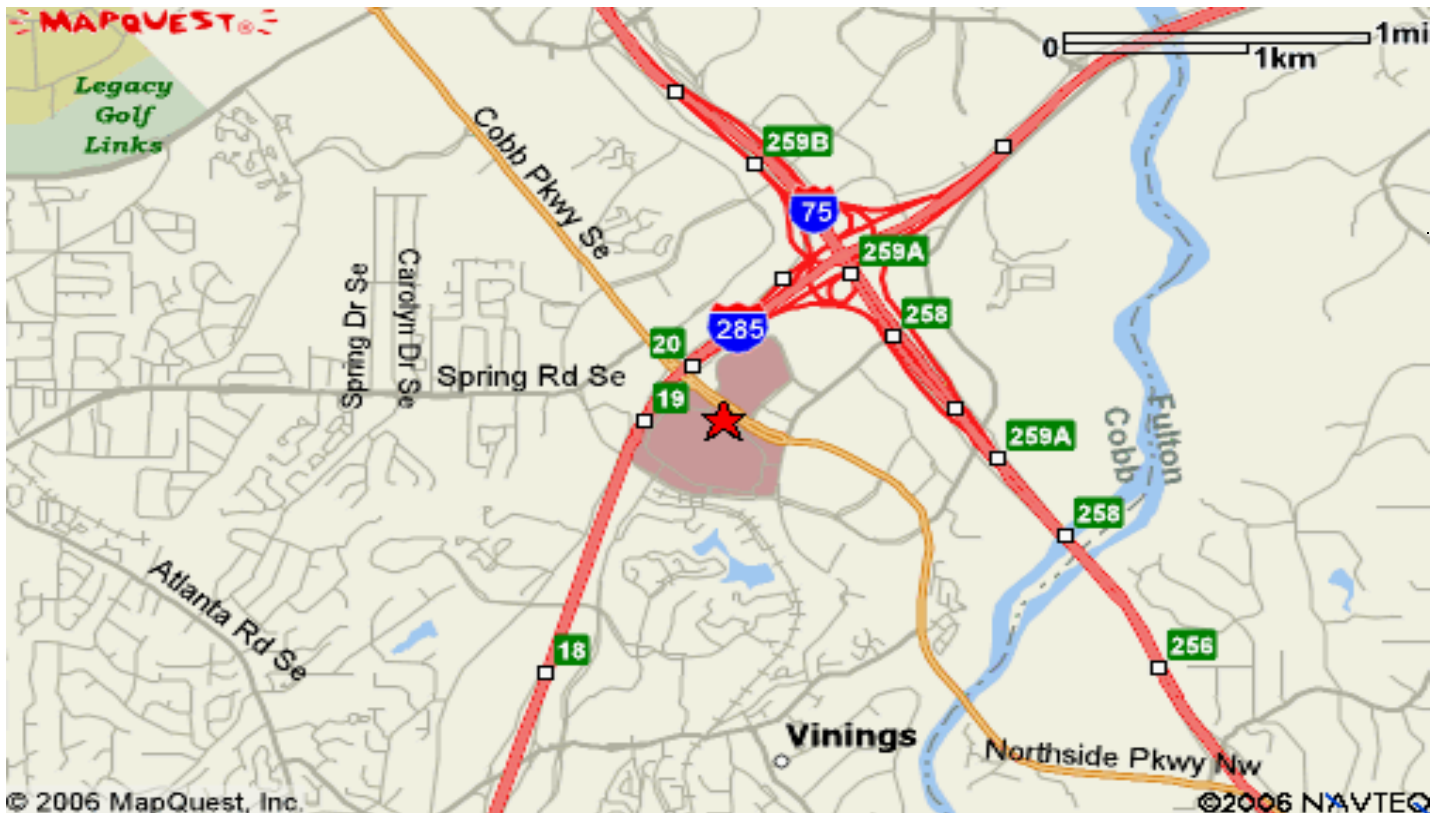 MAPQUEST®
0
1mi
1km
Legacy
Golf
Links
Cobb Pkwy Se
259B
75
259A
285
258
20
Spring Dr Se
Carolyn Dr Se
Spring Rd Se
19
259A
Cobb
Fulton
258
Atlanta Rd Se
18
256
Vinings
Northside Pkwy Nw
© 2006 MapQuest, Inc.
©2006 NAVTEQ